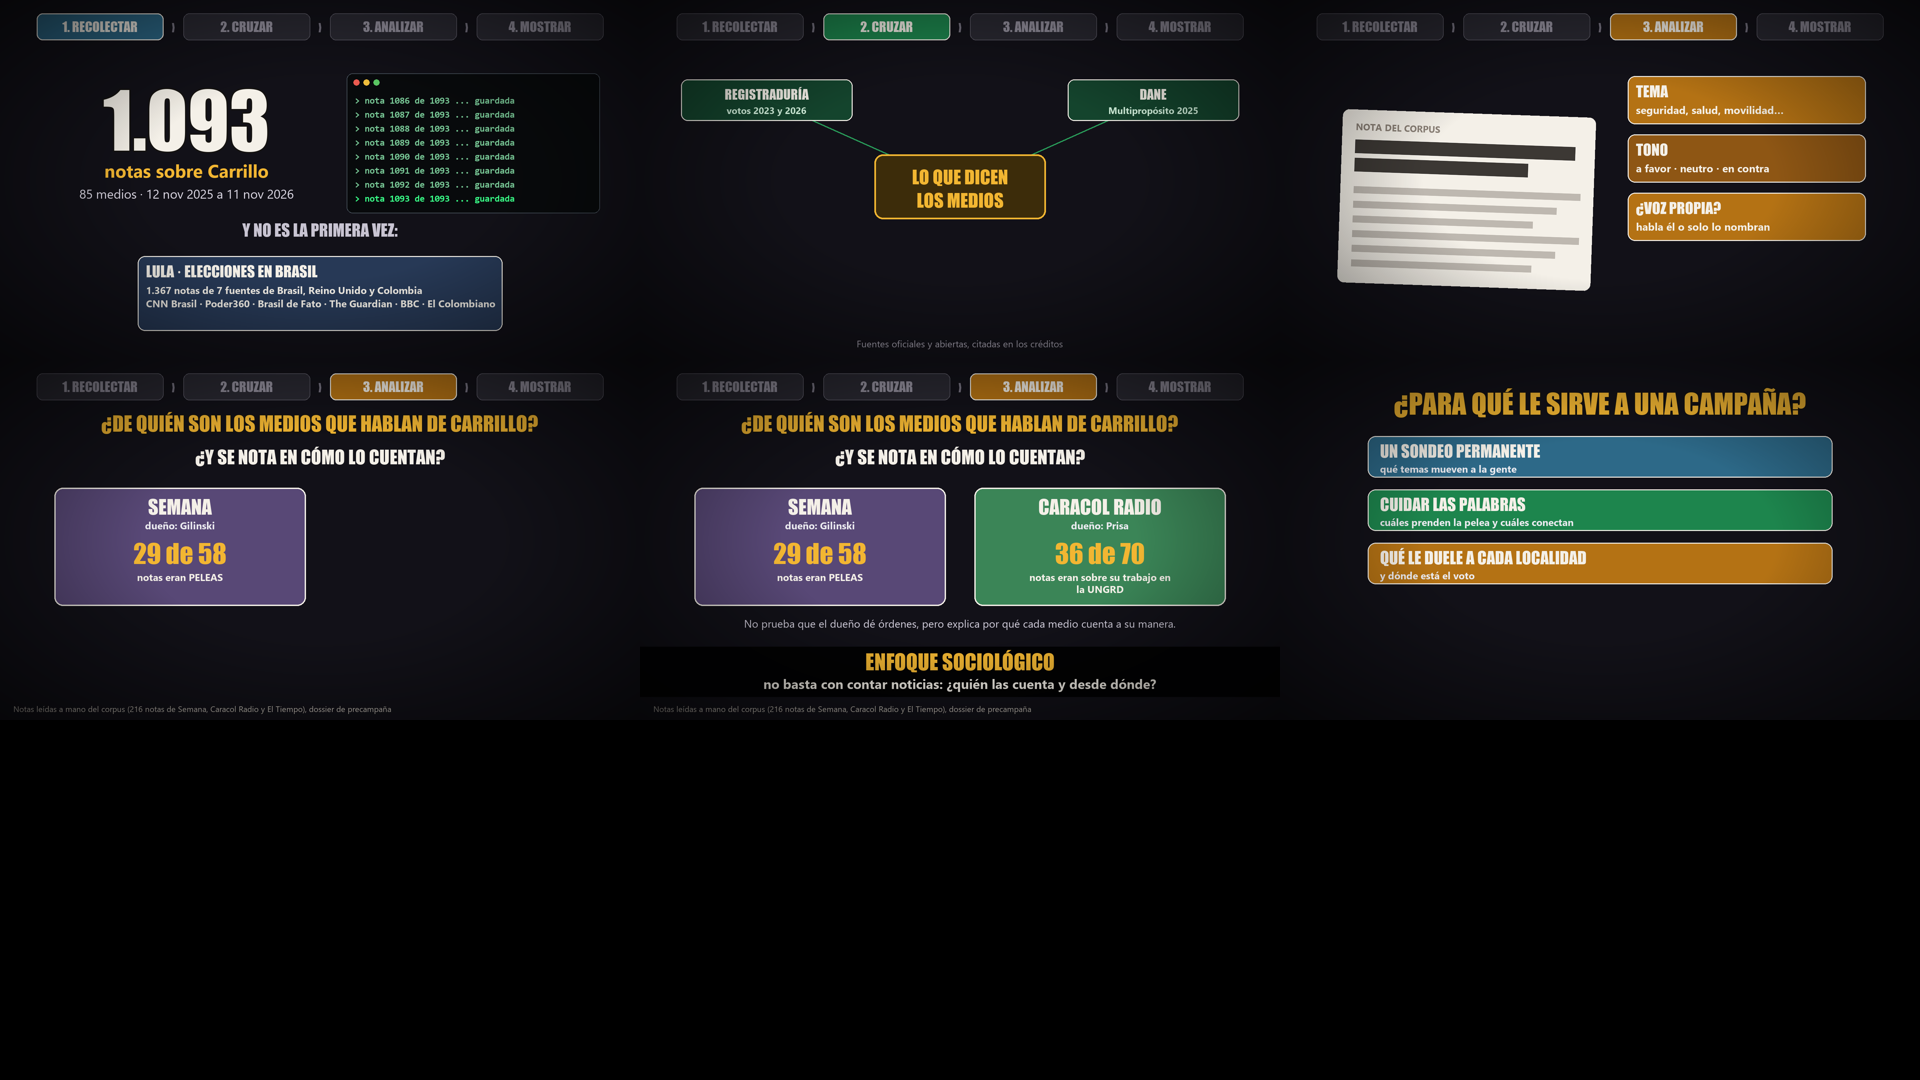 1. RECOLECTAR
2. CRUZAR
3. ANALIZAR
4. MOSTRAR
1.093
notas sobre Carrillo
85 medios · 12 nov 2025 a 11 nov 2026
> nota 1086 de 1093 ... guardada
> nota 1087 de 1093 ... guardada
> nota 1088 de 1093 ... guardada
> nota 1089 de 1093 ... guardada
> nota 1090 de 1093 ... guardada
> nota 1091 de 1093 ... guardada
> nota 1092 de 1093 ... guardada
> nota 1093 de 1093 ... guardada
Y NO ES LA PRIMERA VEZ:
LULA · ELECCIONES EN BRASIL
1.367 notas de 7 fuentes de Brasil, Reino Unido y Colombia
CNN Brasil · Poder360 · Brasil de Fato · The Guardian · BBC · El Colombiano
1. RECOLECTAR
2. CRUZAR
3. ANALIZAR
4. MOSTRAR
REGISTRADURÍA
votos 2023 y 2026
DANE
Multipropósito 2025
LO QUE DICEN
LOS MEDIOS
Fuentes oficiales y abiertas, citadas en los créditos
1. RECOLECTAR
2. CRUZAR
3. ANALIZAR
4. MOSTRAR
NOTA DEL CORPUS
TEMA
seguridad, salud, movilidad...
TONO
a favor · neutro · en contra
¿VOZ PROPIA?
habla él o solo lo nombran
1. RECOLECTAR
2. CRUZAR
3. ANALIZAR
4. MOSTRAR
¿DE QUIÉN SON LOS MEDIOS QUE HABLAN DE CARRILLO?
¿Y SE NOTA EN CÓMO LO CUENTAN?
SEMANA
dueño: Gilinski
29 de 58
notas eran PELEAS
Notas leídas a mano del corpus (216 notas de Semana, Caracol Radio y El Tiempo), dossier de precampaña
1. RECOLECTAR
2. CRUZAR
3. ANALIZAR
4. MOSTRAR
¿DE QUIÉN SON LOS MEDIOS QUE HABLAN DE CARRILLO?
¿Y SE NOTA EN CÓMO LO CUENTAN?
SEMANA
dueño: Gilinski
29 de 58
notas eran PELEAS
CARACOL RADIO
dueño: Prisa
36 de 70
notas eran sobre su trabajo en
la UNGRD
No prueba que el dueño dé órdenes, pero explica por qué cada medio cuenta a su manera.
ENFOQUE SOCIOLÓGICO
no basta con contar noticias: ¿quién las cuenta y desde dónde?
Notas leídas a mano del corpus (216 notas de Semana, Caracol Radio y El Tiempo), dossier de precampaña
¿PARA QUÉ LE SIRVE A UNA CAMPAÑA?
UN SONDEO PERMANENTE
qué temas mueven a la gente
CUIDAR LAS PALABRAS
cuáles prenden la pelea y cuáles conectan
QUÉ LE DUELE A CADA LOCALIDAD
y dónde está el voto